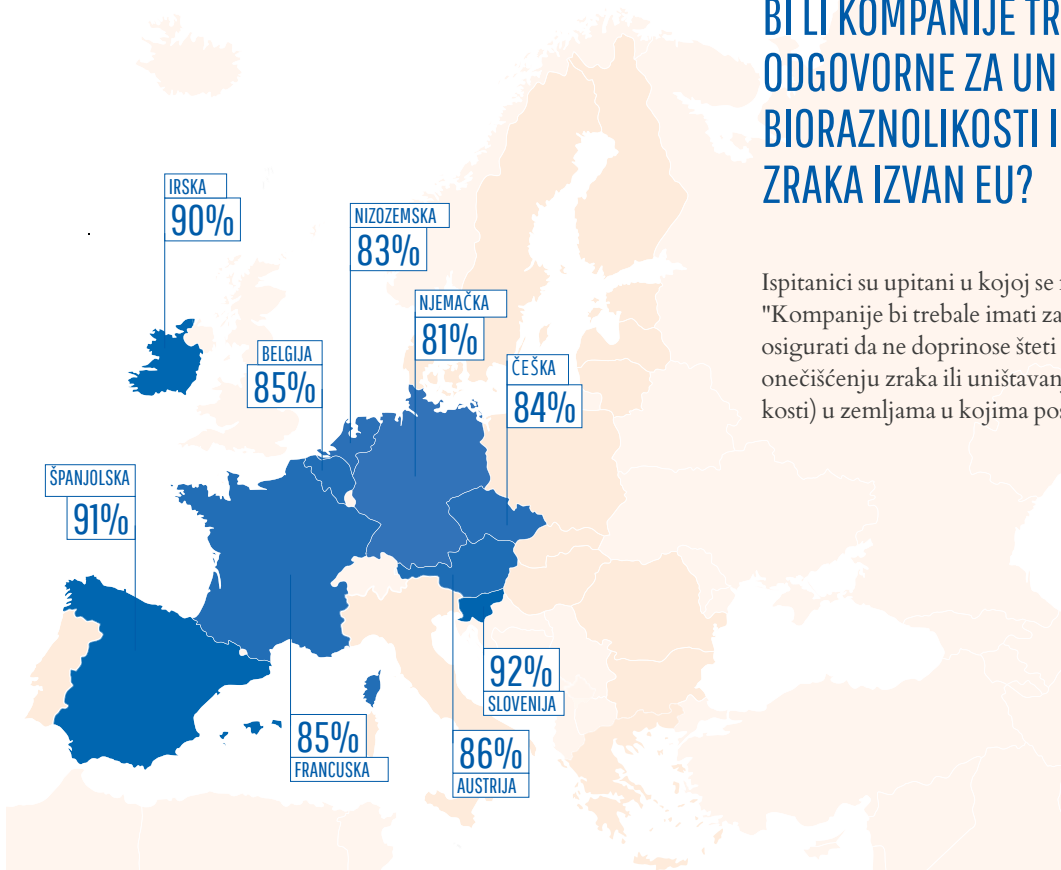 BI LI KOMPANIJE TR
ODGOVORNE ZA UN
BIORAZNOLIKOSTI I
ZRAKA IZVAN EU?
Ispitanici su upitani u kojoj se
"Kompanije bi trebale imati za
osigurati da ne doprinose šteti
onečišćenju zraka ili uništavan
kosti) u zemljama u kojima pos
IRSKA
90%
NIZOZEMSKA
83%
NJEMAČKA
81%
BELGIJA
85%
ČEŠKA
84%
ŠPANJOLSKA
91%
92%
SLOVENIJA
85%
FRANCUSKA
86%
AUSTRIJA